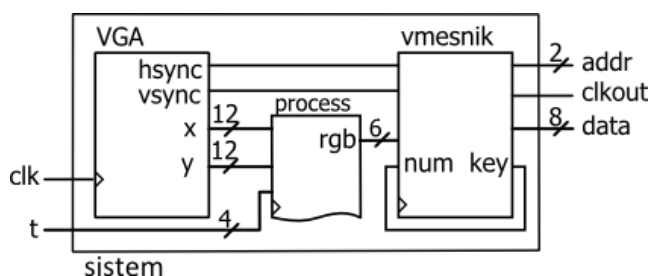 VGA
vmesnik
hsync
vsync
process
x
12
y
12
rgb
6
num key
2
addr
clkout
8
data
clk
t
4
sistem